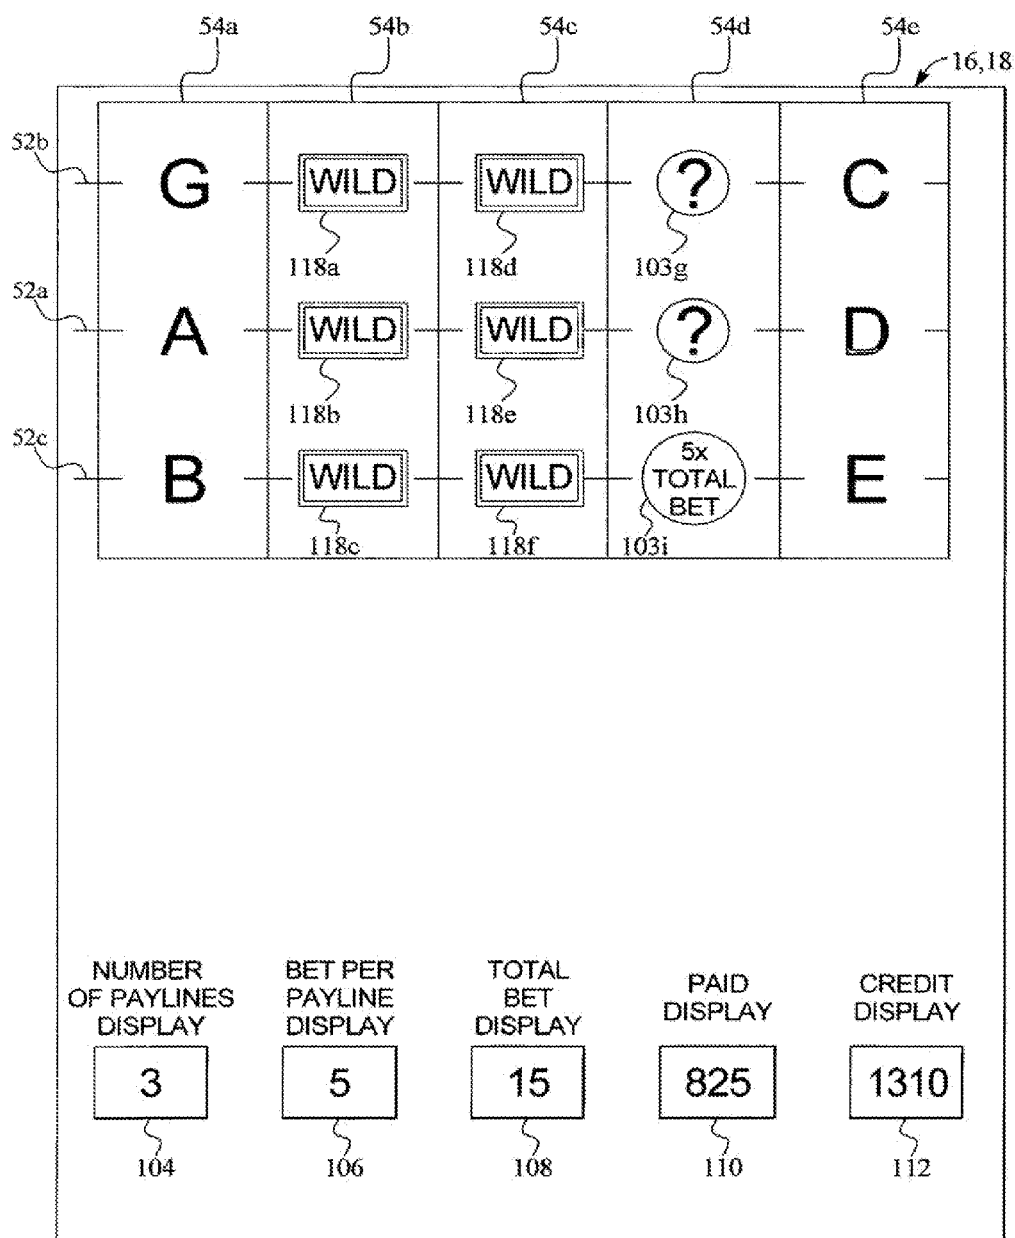 54a 54b 54c 54d 54e
16,18
52b G WILD WILD ? C
118a 118d 103g
52a A WILD WILD ? D
118b 118e 103h
52c B WILD WILD 5x
TOTAL
BET E
118c 118f 103i
NUMBER
OF PAYLINES
DISPLAY
BET PER
PAYLINE
DISPLAY
TOTAL
BET
DISPLAY
PAID
DISPLAY
CREDIT
DISPLAY
3 5 15 825 1310
104 106 108 110 112